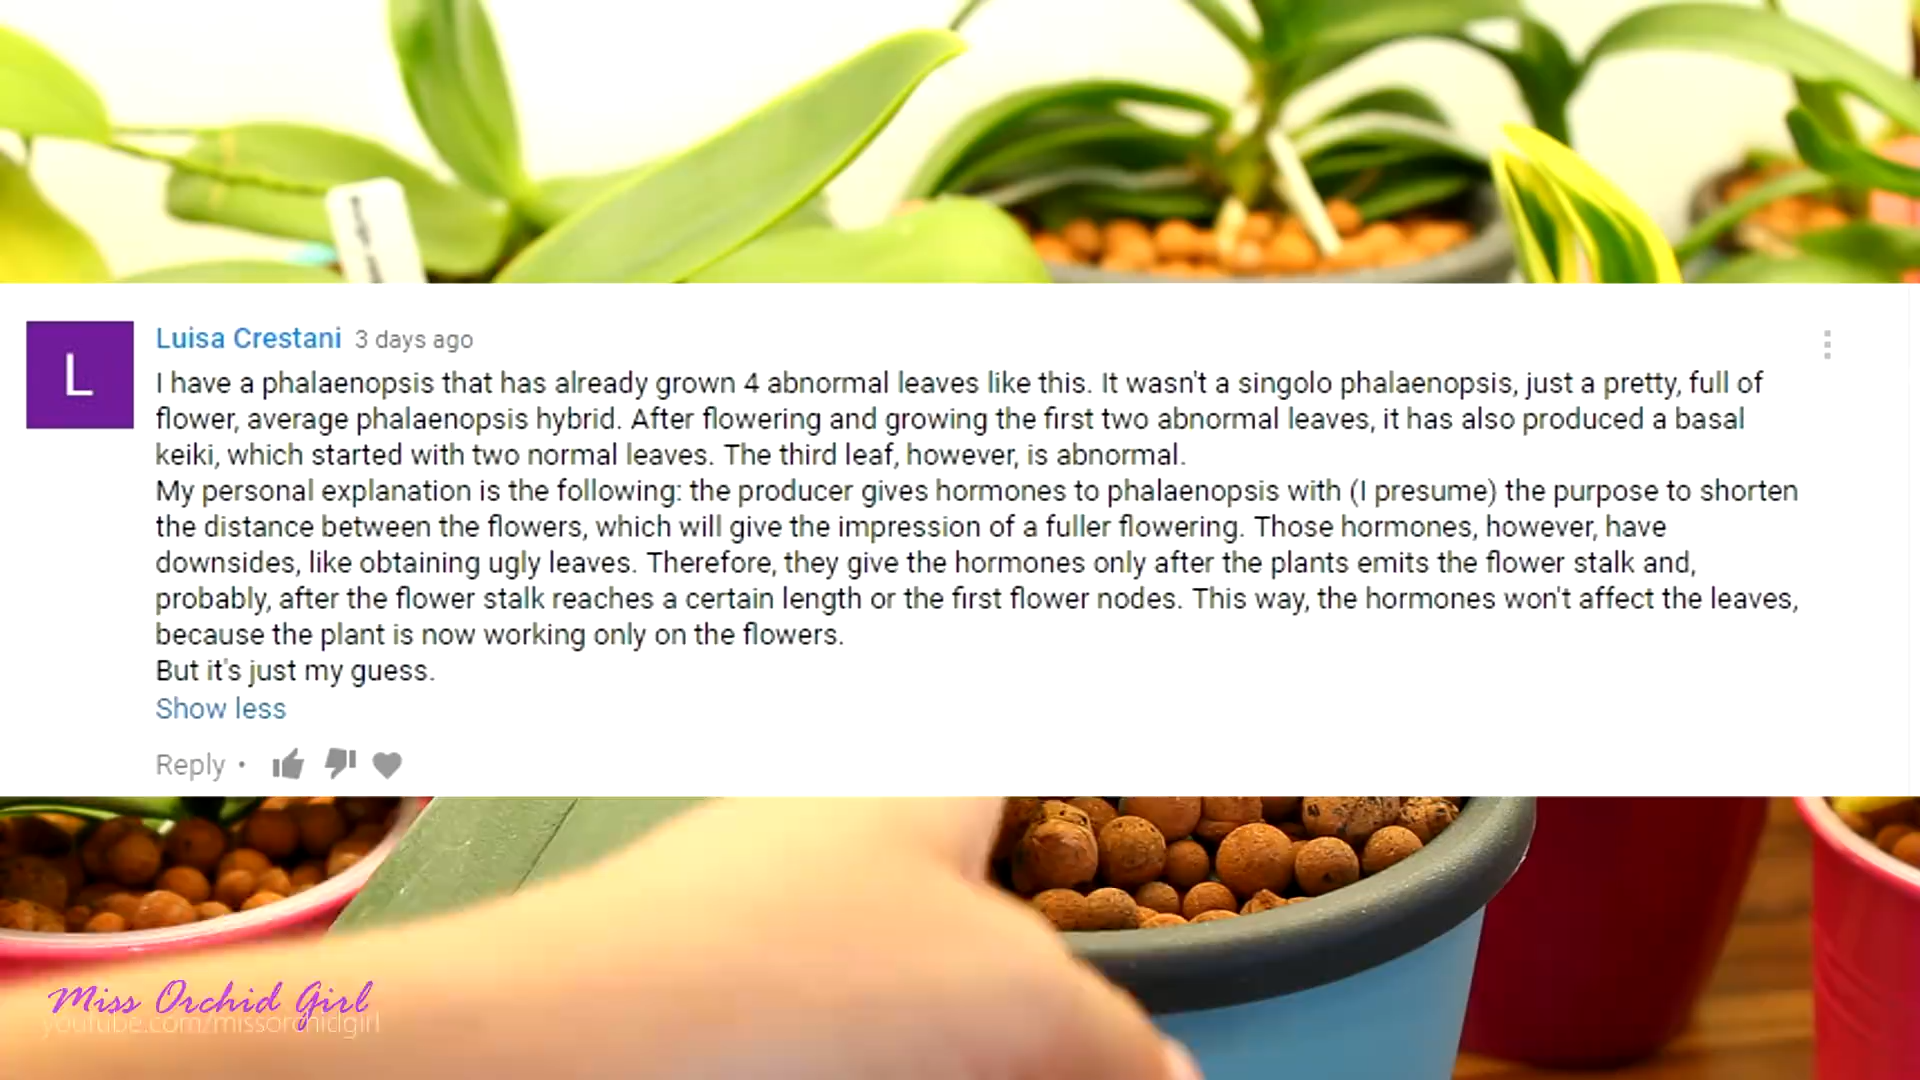 Luisa Crestani 3 days ago
L
I have a phalaenopsis that has already grown 4 abnormal leaves like this. It wasn't a singolo phalaenopsis, just a pretty, full of
flower, average phalaenopsis hybrid. After flowering and growing the first two abnormal leaves, it has also produced a basal
keiki, which started with two normal leaves. The third leaf, however, is abnormal.
My personal explanation is the following: the producer gives hormones to phalaenopsis with (I presume) the purpose to shorten
the distance between the flowers, which will give the impression of a fuller flowering. Those hormones, however, have
downsides, like obtaining ugly leaves. Therefore, they give the hormones only after the plants emits the flower stalk and,
probably, after the flower stalk reaches a certain length or the first flower nodes. This way, the hormones won't affect the leaves,
because the plant is now working only on the flowers.
But it's just my guess.
Show less
Reply •
Miss Orchid Girl
youtube.com/missorchidgirl